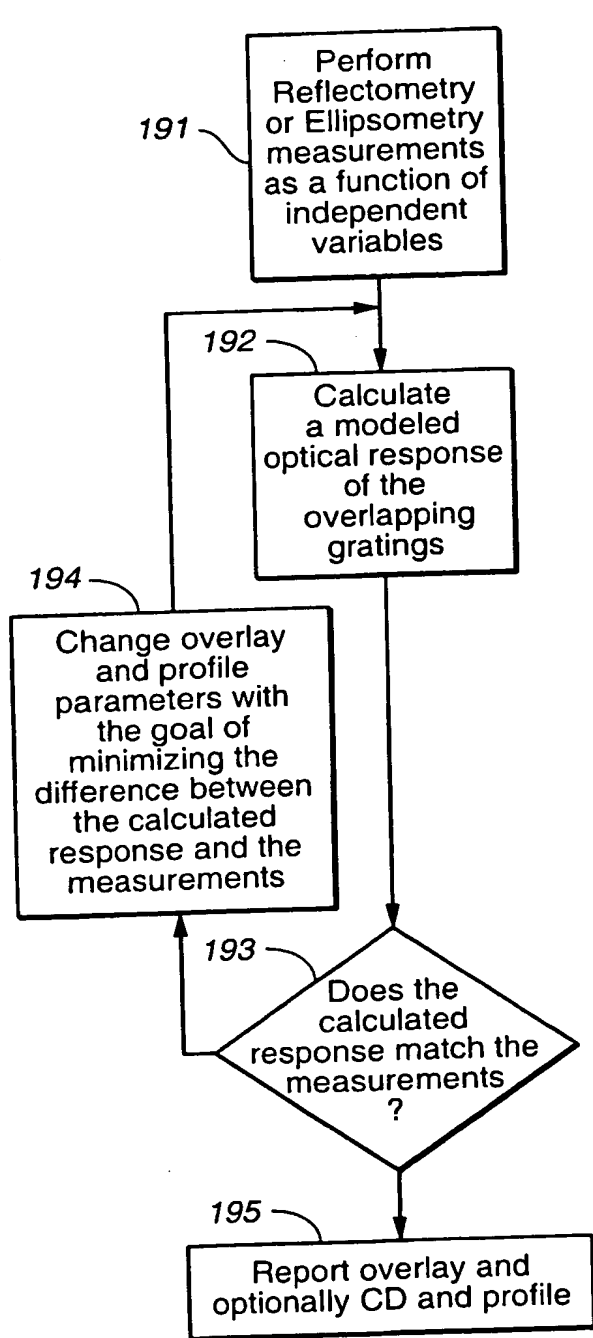 Perform
Reflectometry
or Ellipsometry
measurements
as a function of
independent
variables
191
192
Calculate
a modeled
optical response
of the
overlapping
gratings
194
Change overlay
and profile
parameters with
the goal of
minimizing the
difference between
the calculated
response and the
measurements
193
Does the
calculated
response match the
measurements
?
195
Report overlay and
optionally CD and profile